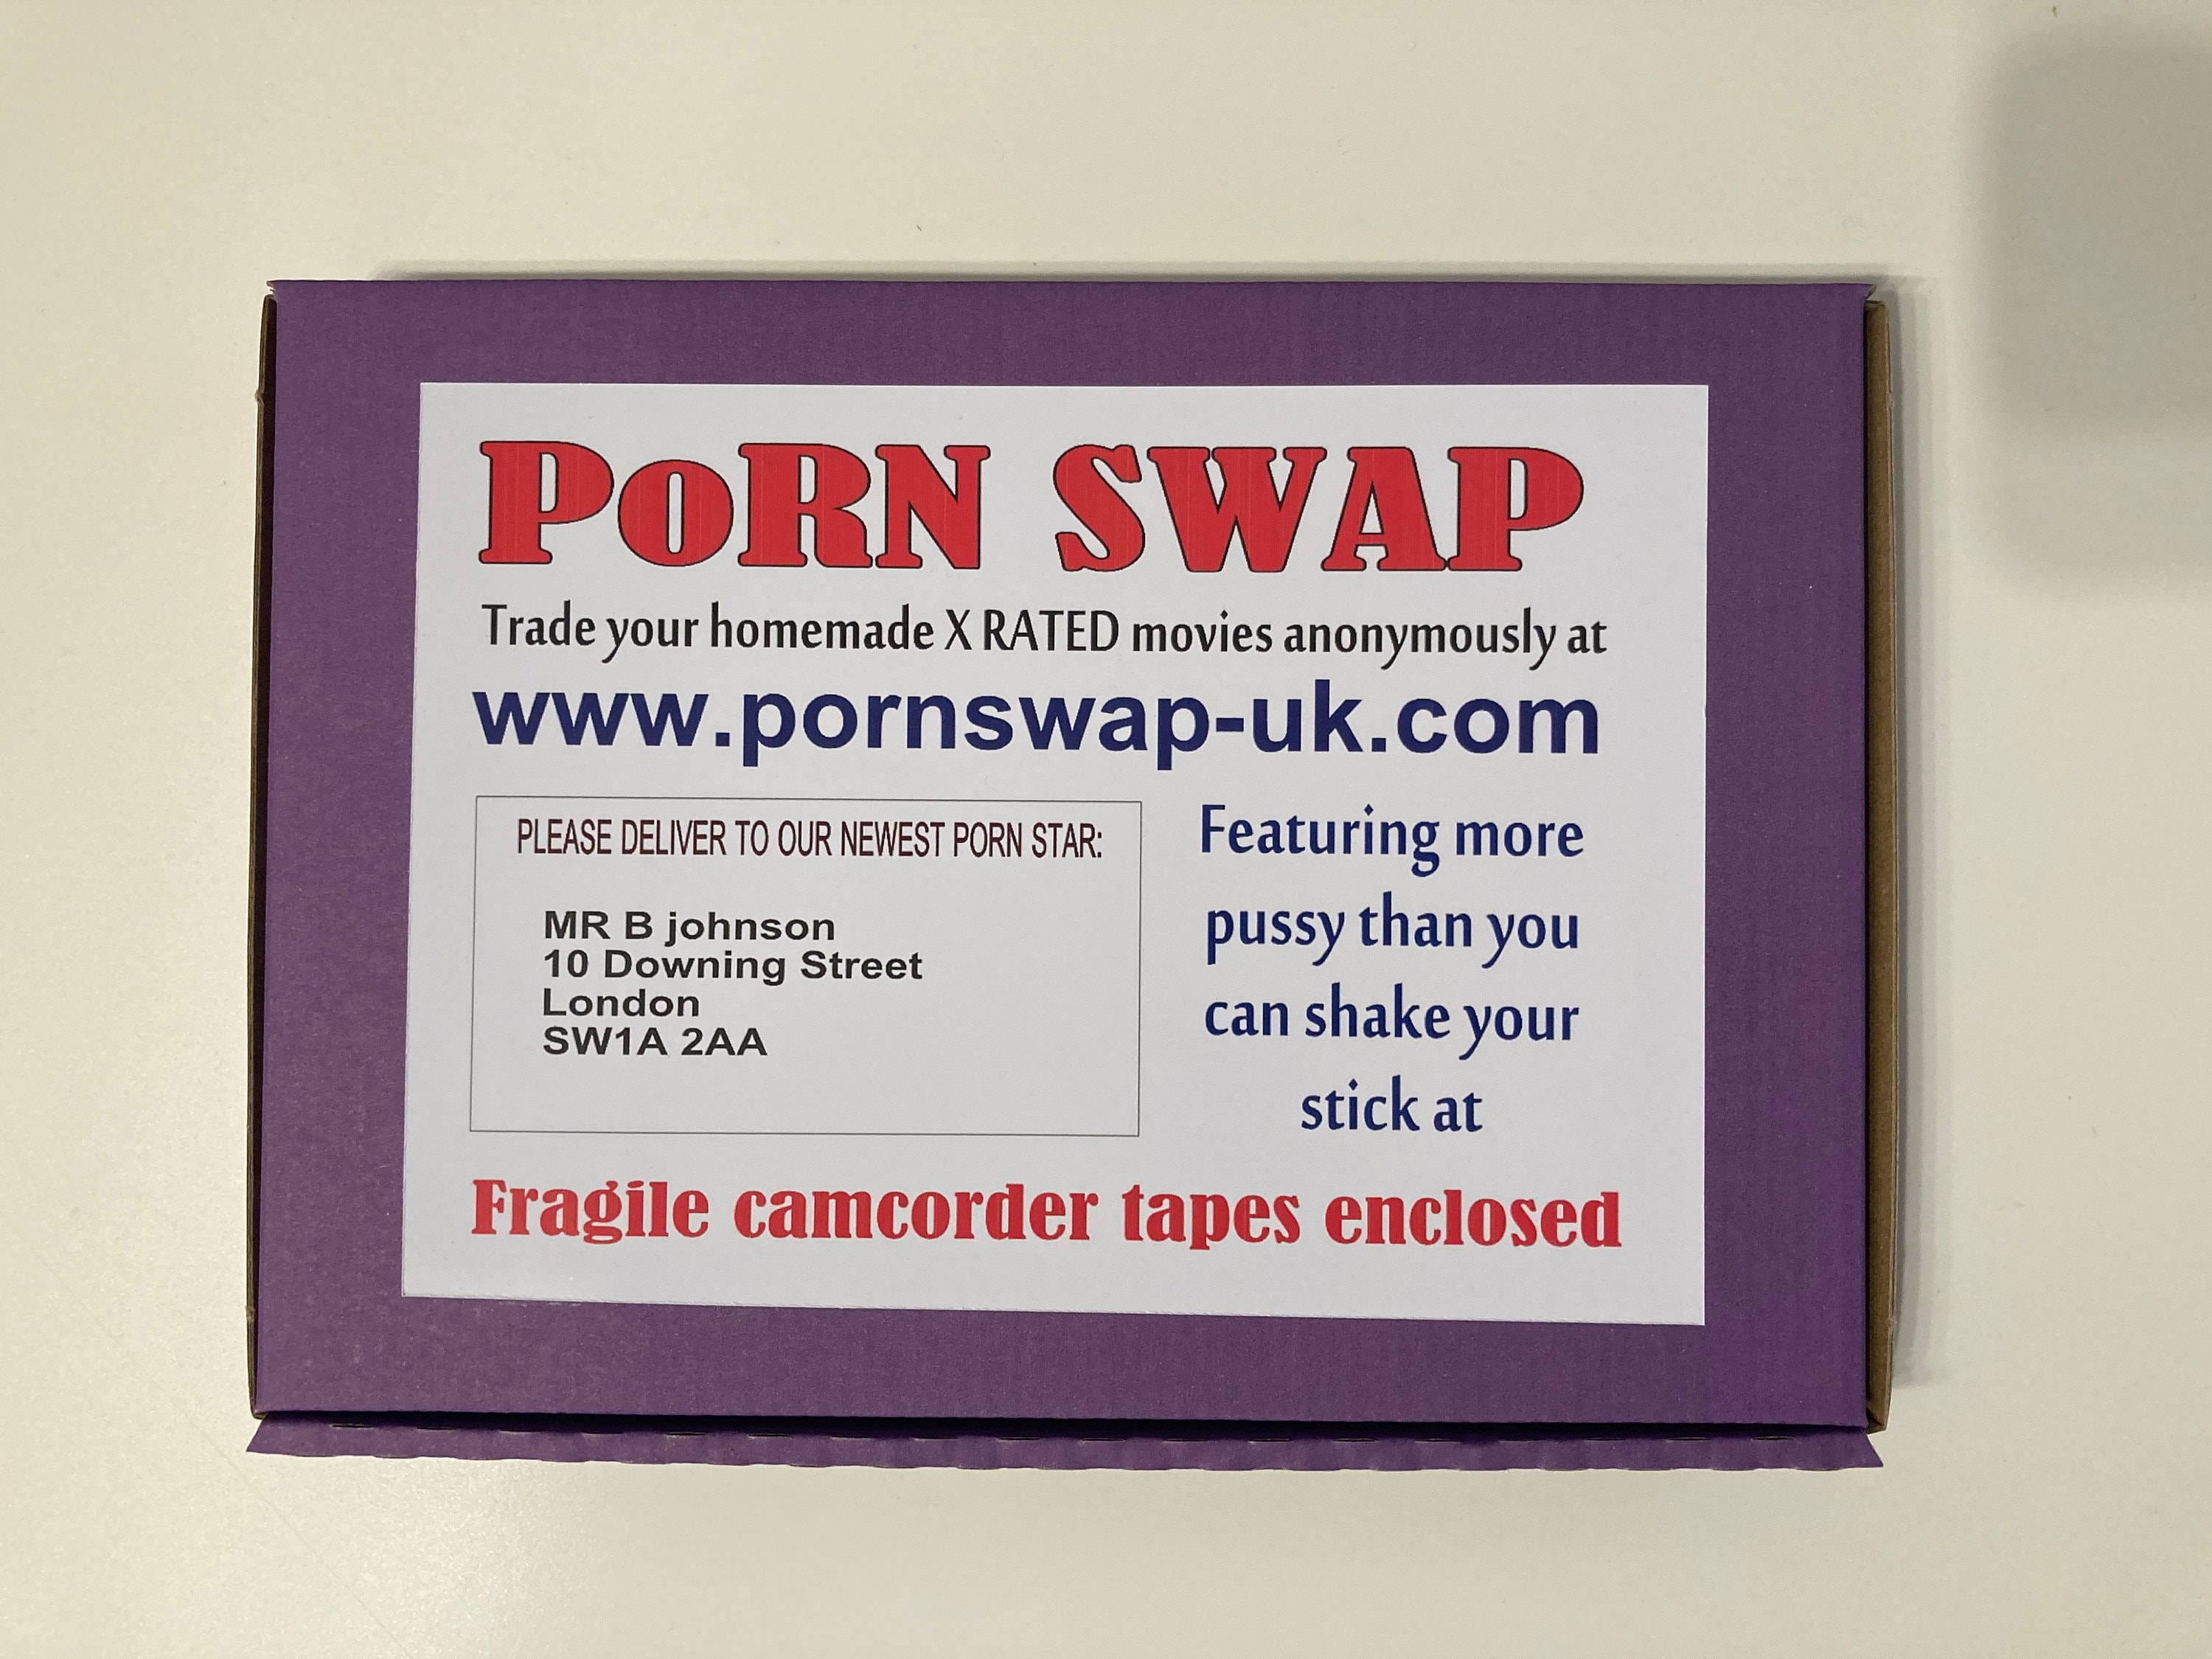 PoRN SWAP
Trade your homemade X RATED movies anonymously at
www.pornswap-uk.com
PLEASE DELIVER TO OUR NEWEST PORN STAR:
MR B johnson
10 Downing Street
London
SW1A 2AA
Featuring more
pussy than you
can shake your
stick at
Fragile camcorder tapes enclosed